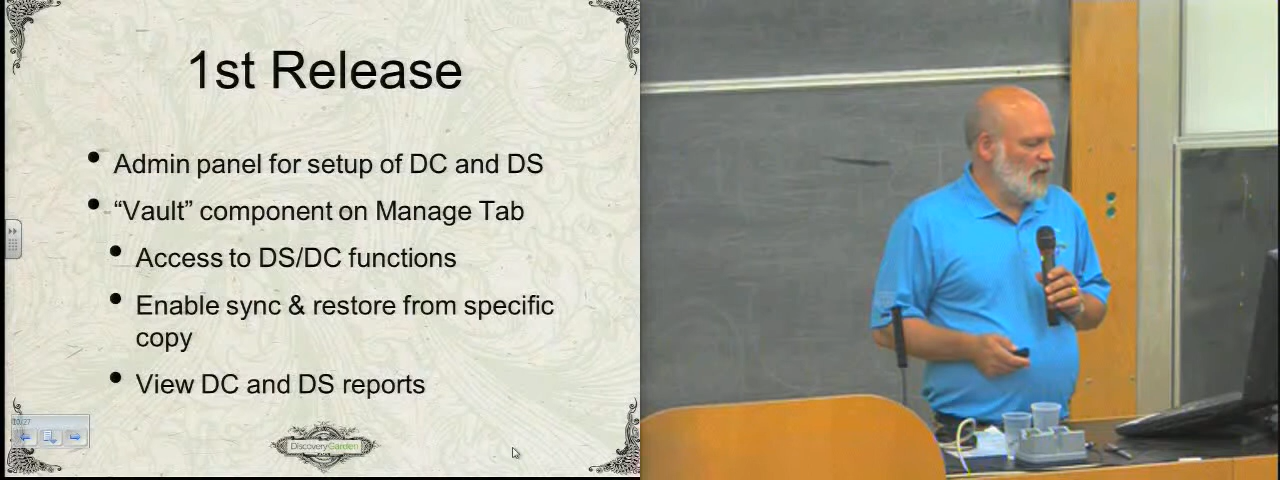 1st Release
• Admin panel for setup of DC and DS
• “Vault” component on Manage Tab
• Access to DS/DC functions
• Enable sync & restore from specific
copy
• View DC and DS reports
DiscoveryGarden